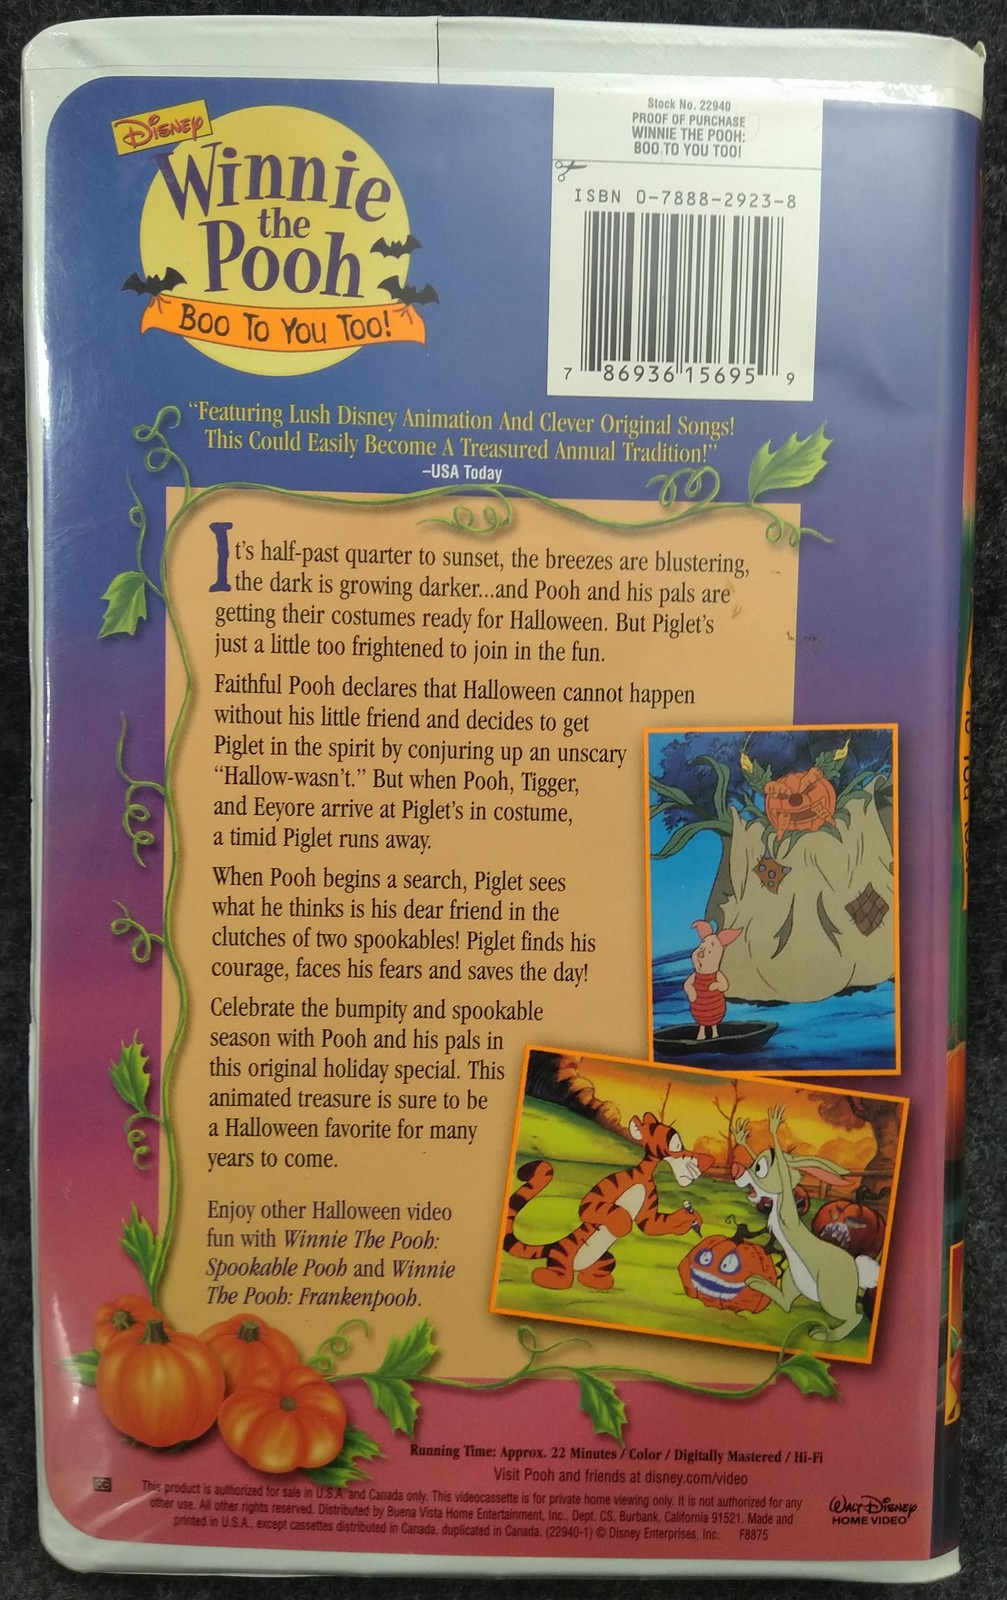 Disney
Winnie
the
Pooh
BOO TO YOU TOO!
Stock No. 22940
PROOF OF PURCHASE
WINNIE THE POOH:
BOO TO YOU TOO!
ISBN 0-7888-2923-8
7 86936 15695 9
"Featuring Lush Disney Animation And Clever Original Songs!
This Could Easily Become A Treasured Annual Tradition!"
–USA Today
It's half-past quarter to sunset, the breezes are blustering,
the dark is growing darker...and Pooh and his pals are
getting their costumes ready for Halloween. But Piglet's
just a little too frightened to join in the fun.
Faithful Pooh declares that Halloween cannot happen
without his little friend and decides to get
Piglet in the spirit by conjuring up an unscary
"Hallow-wasn't." But when Pooh, Tigger,
and Eeyore arrive at Piglet's in costume,
a timid Piglet runs away.
When Pooh begins a search, Piglet sees
what he thinks is his dear friend in the
clutches of two spookables! Piglet finds his
courage, faces his fears and saves the day!
Celebrate the bumpity and spookable
season with Pooh and his pals in
this original holiday special. This
animated treasure is sure to be
a Halloween favorite for many
years to come.
Enjoy other Halloween video
fun with Winnie The Pooh:
Spookable Pooh and Winnie
The Pooh: Frankenpooh.
Running Time: Approx. 22 Minutes / Color / Digitally Mastered / Hi-Fi
Visit Pooh and friends at disney.com/video
CC
This product is authorized for sale in U.S.A. and Canada only. This videocassette is for private home viewing only. It is not authorized for any
other use. All other rights reserved. Distributed by Buena Vista Home Entertainment, Inc., Dept. CS, Burbank, California 91521. Made and
printed in U.S.A., except cassettes distributed in Canada, duplicated in Canada. (22940-1) © Disney Enterprises, Inc. F8875
WALT DISNEY
HOME VIDEO